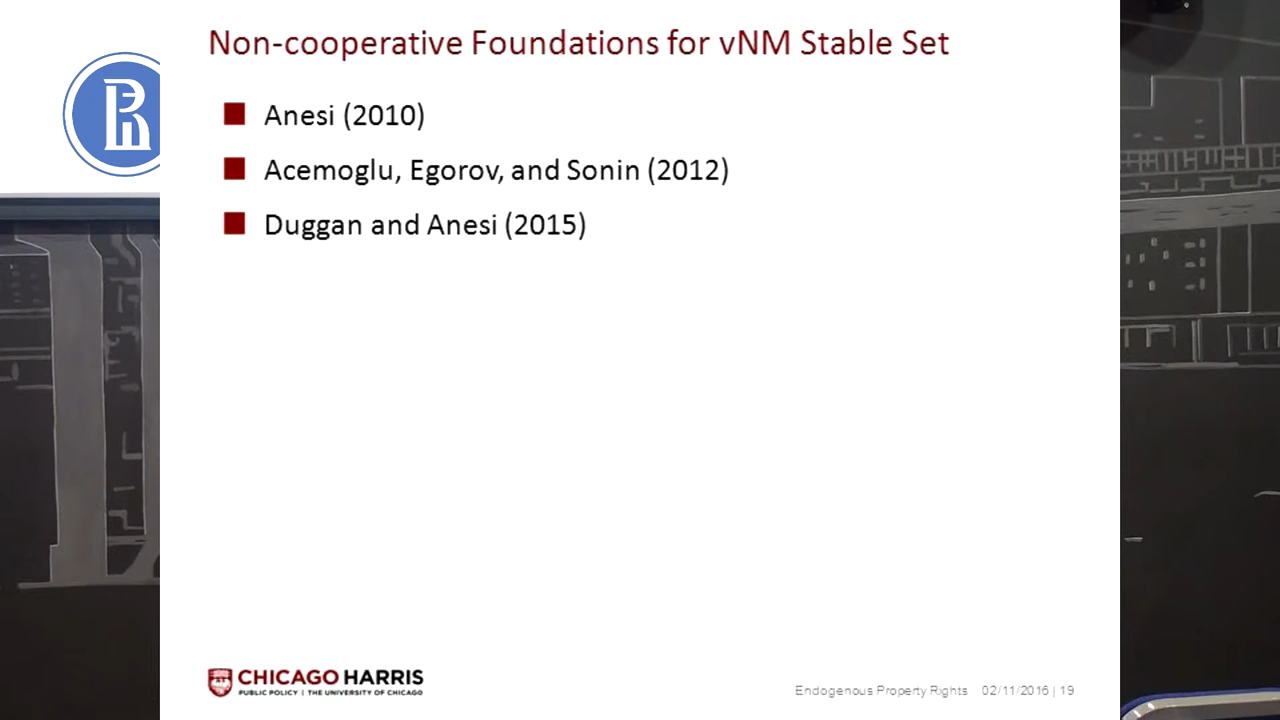 Non-cooperative Foundations for vNM Stable Set
Anesi (2010)
Acemoglu, Egorov, and Sonin (2012)
Duggan and Anesi (2015)
CHICAGO HARRIS
PUBLIC POLICY | THE UNIVERSITY OF CHICAGO
Endogenous Property Rights 02/11/2016 | 19